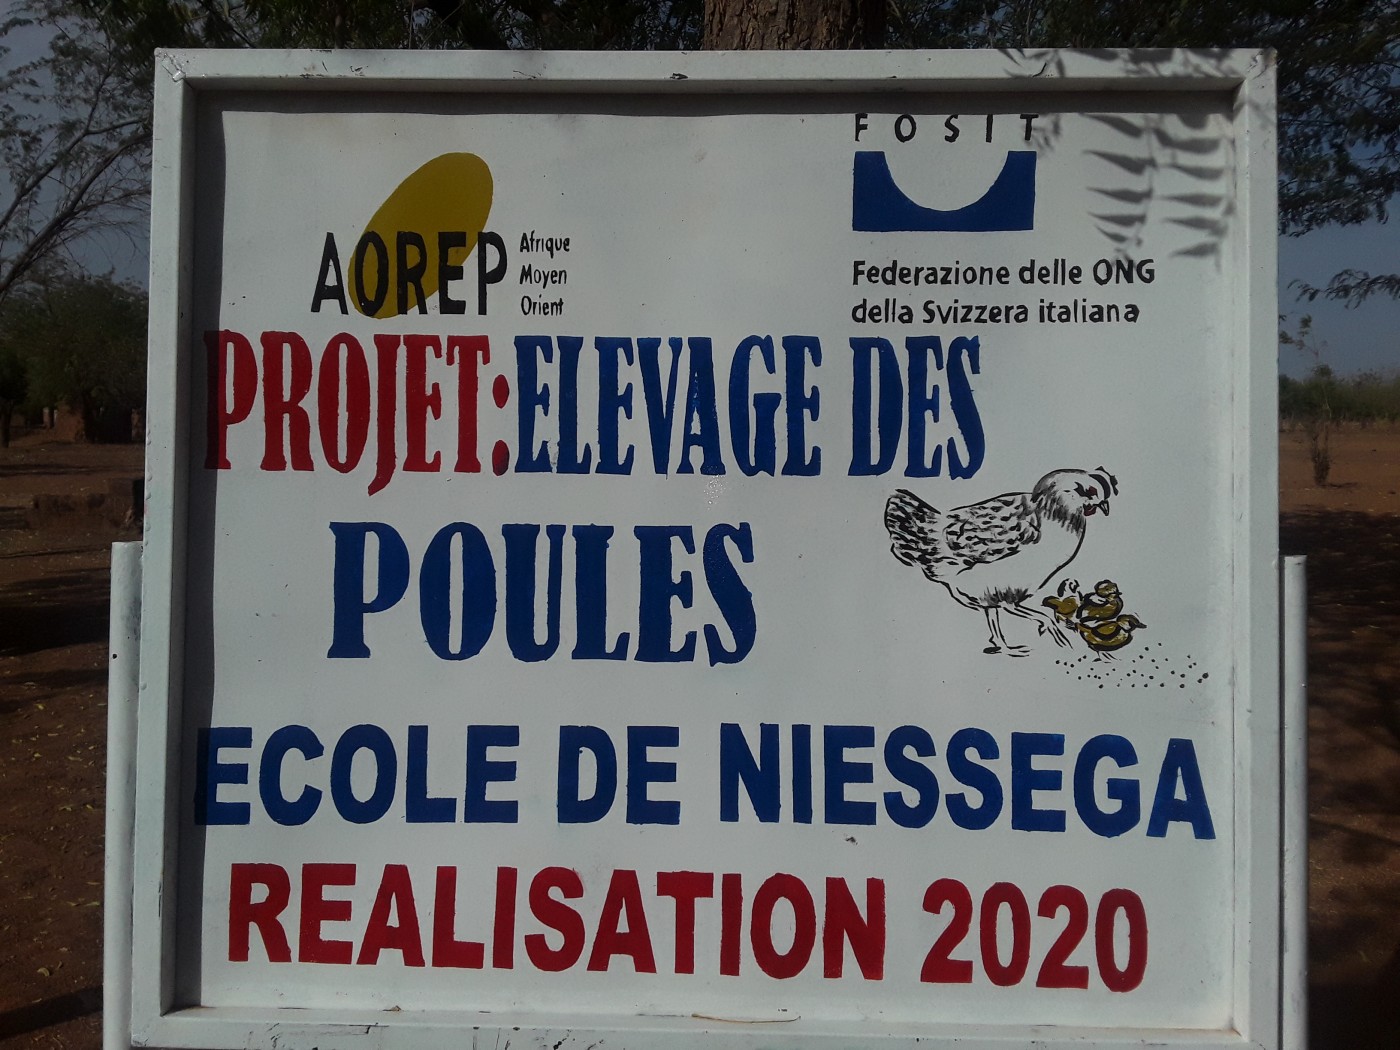 FOSIT
AOREP
Afrique
Moyen
Orient
Federazione delle ONG
della Svizzera italiana
PROJET:ELEVAGE DES
POULES
ECOLE DE NIESSEGA
REALISATION 2020